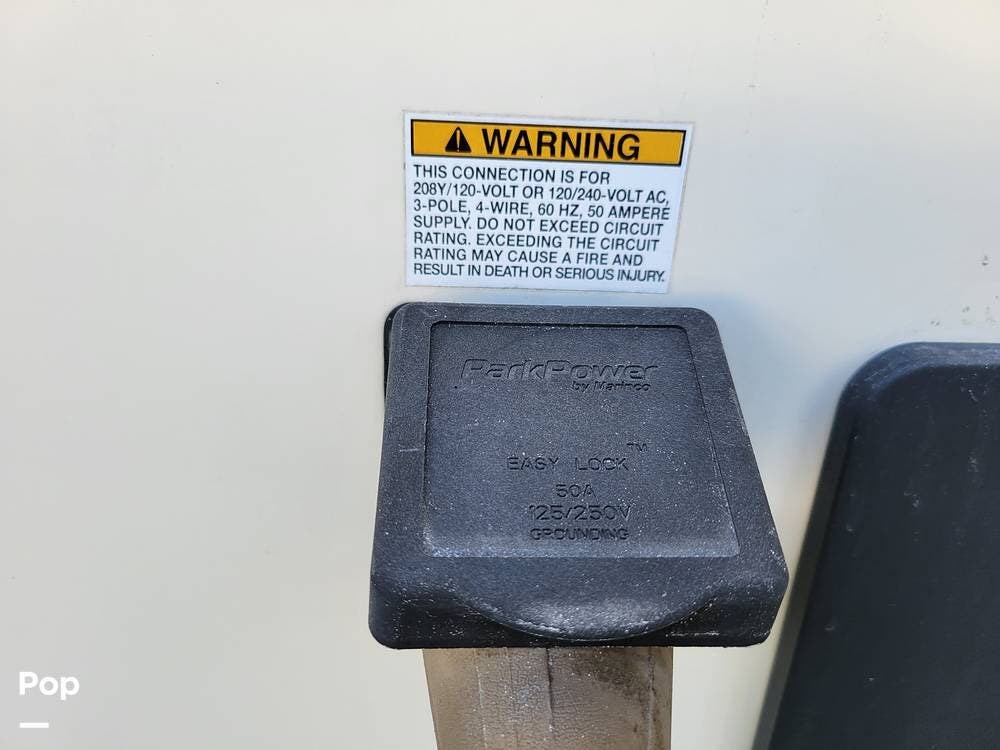 WARNING
THIS CONNECTION IS FOR
208Y/120-VOLT OR 120/240-VOLT AC,
3-POLE, 4-WIRE, 60 HZ, 50 AMPERE
SUPPLY. DO NOT EXCEED CIRCUIT
RATING. EXCEEDING THE CIRCUIT
RATING MAY CAUSE A FIRE AND
RESULT IN DEATH OR SERIOUS INJURY.
ParkPower
by Marinco
EASY LOCK™
50A
125/250V
GROUNDING
Pop